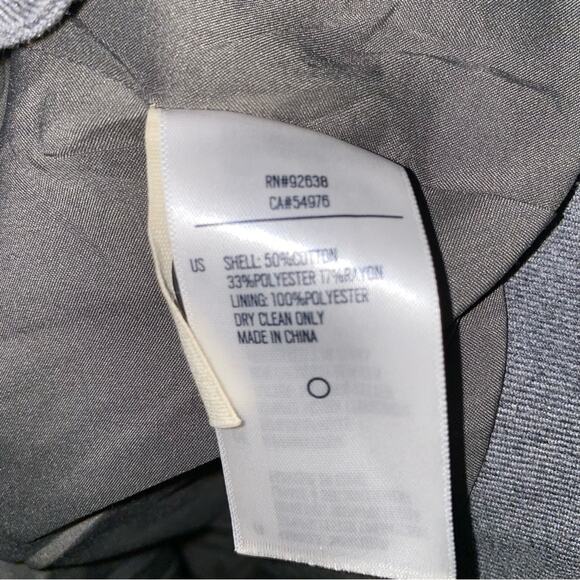 RN#92638
CA#54976
US SHELL: 50%COTTON
33%POLYESTER 17%RAYON
LINING: 100%POLYESTER
DRY CLEAN ONLY
MADE IN CHINA